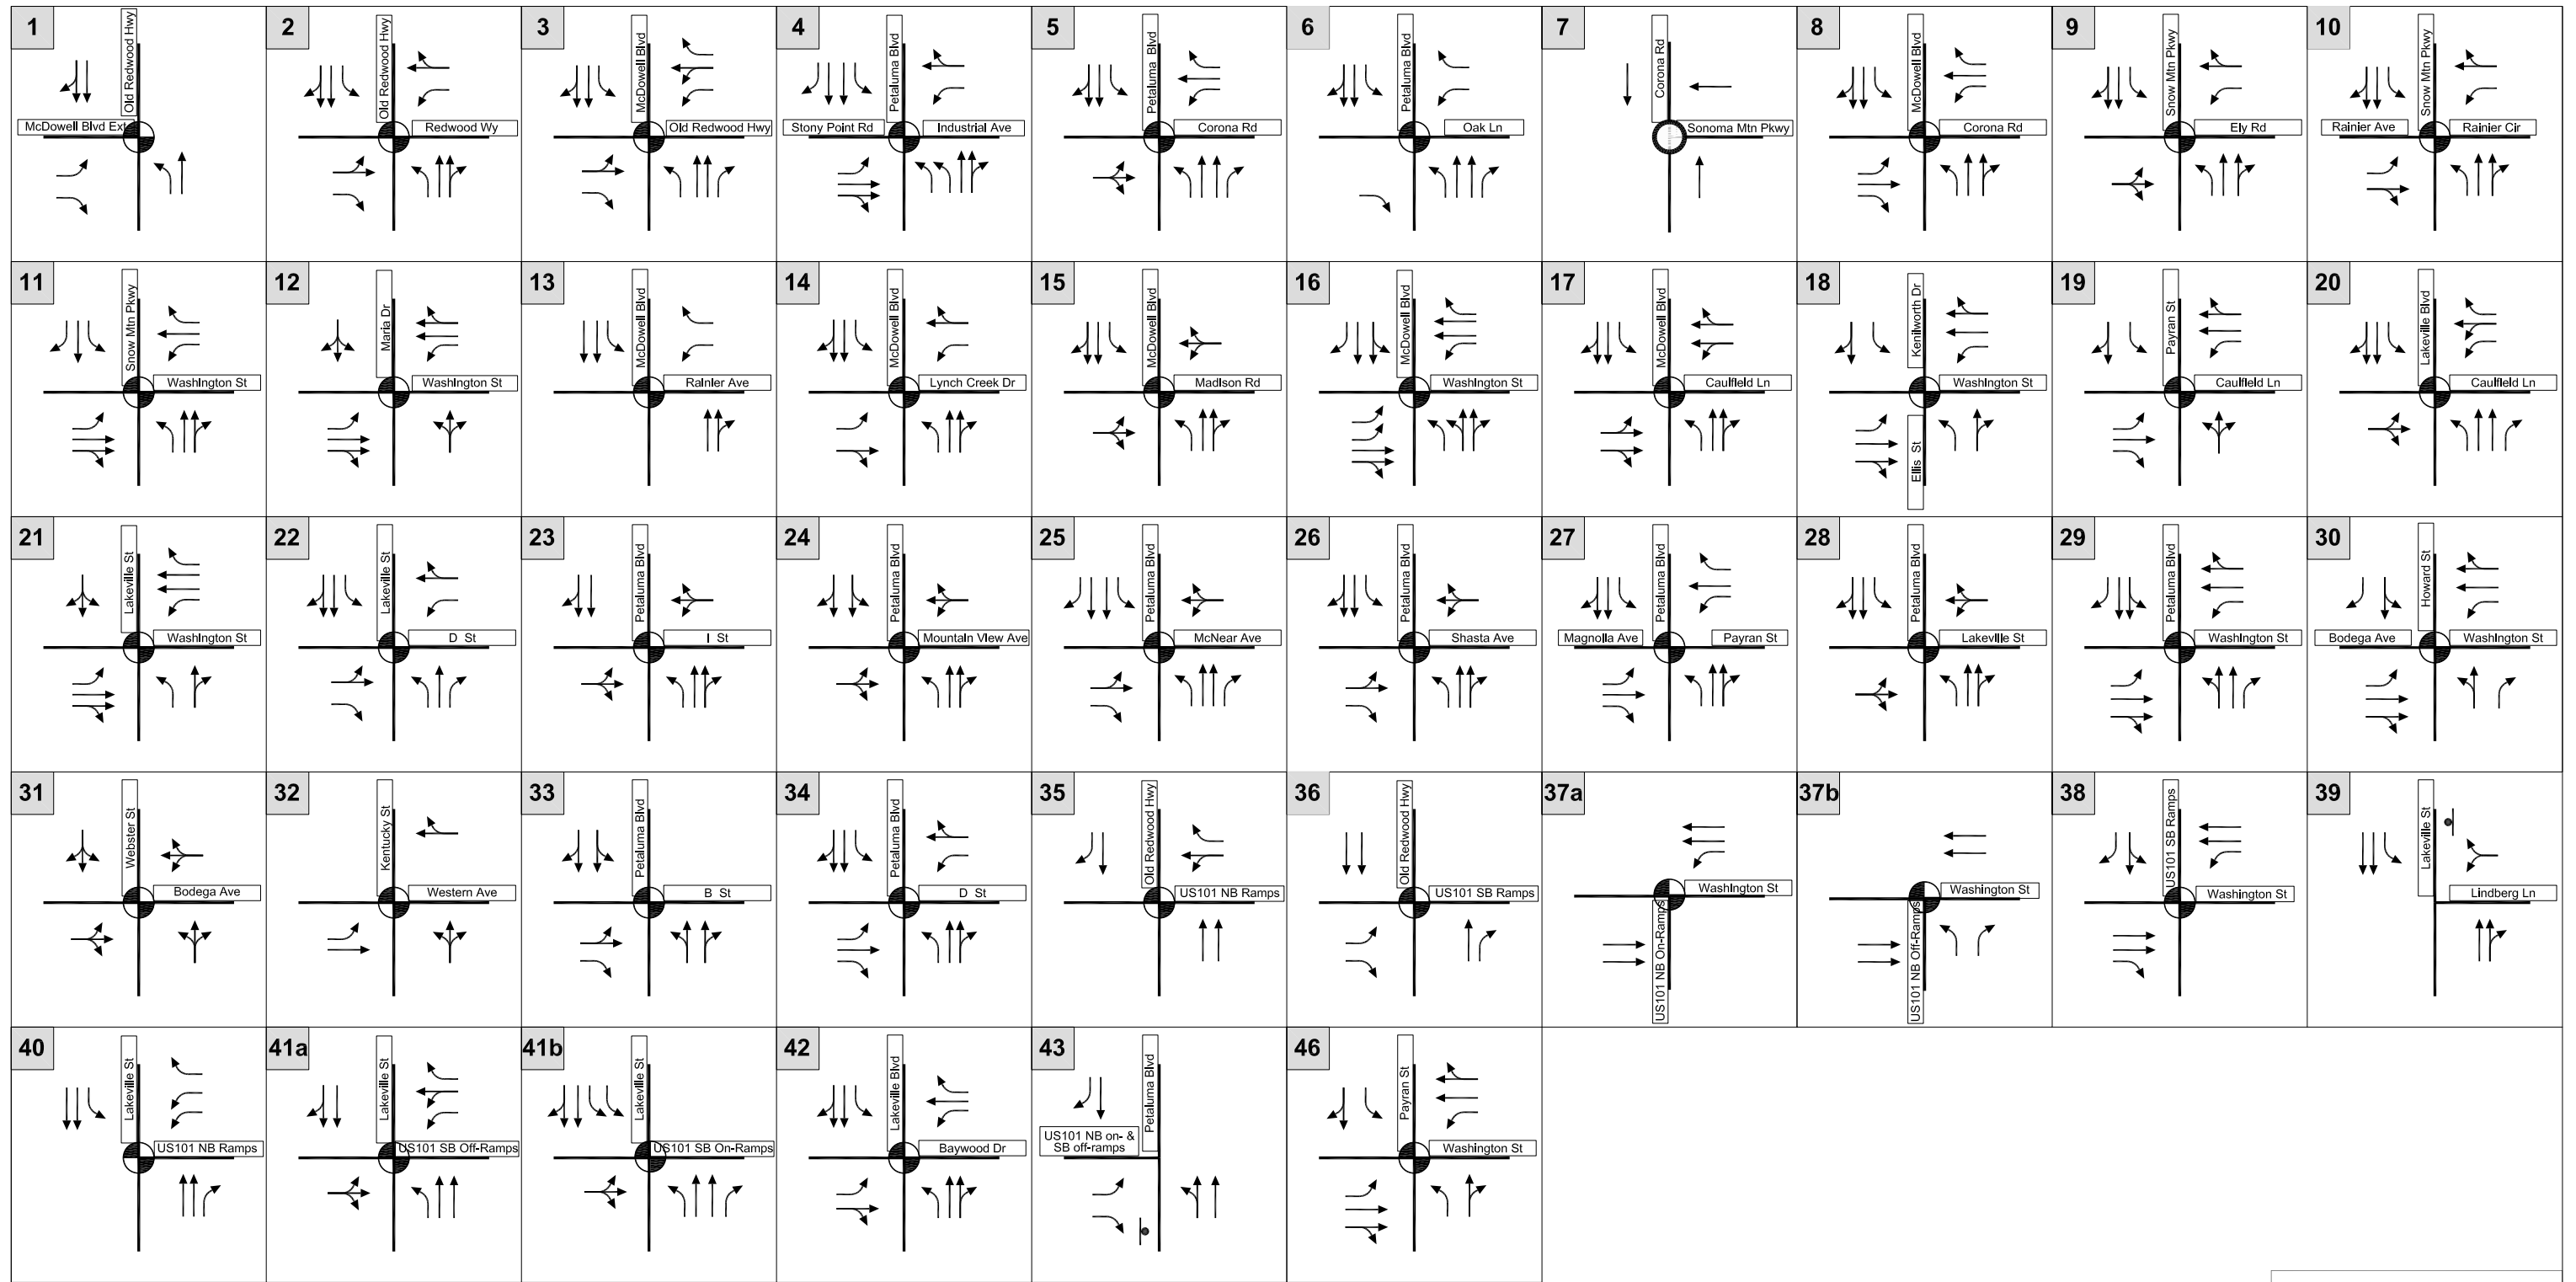 1
Old Redwood Hwy
McDowell Blvd Ext
2
Old Redwood Hwy
Redwood Wy
3
McDowell Blvd
Old Redwood Hwy
4
Petaluma Blvd
Stony Point Rd
Industrial Ave
5
Petaluma Blvd
Corona Rd
6
Petaluma Blvd
Oak Ln
7
Corona Rd
Sonoma Mtn Pkwy
8
McDowell Blvd
Corona Rd
9
Snow Mtn Pkwy
Ely Rd
10
Snow Mtn Pkwy
Rainier Ave
Rainier Cir
11
Snow Mtn Pkwy
Washington St
12
Maria Dr
Washington St
13
McDowell Blvd
Rainier Ave
14
McDowell Blvd
Lynch Creek Dr
15
McDowell Blvd
Madison Rd
16
McDowell Blvd
Washington St
17
McDowell Blvd
Caulfield Ln
18
Kenilworth Dr
Washington St
Ellis St
19
Payran St
Caulfield Ln
20
Lakeville Blvd
Caulfield Ln
21
Lakeville St
Washington St
22
Lakeville St
D St
23
Petaluma Blvd
I St
24
Petaluma Blvd
Mountain View Ave
25
Petaluma Blvd
McNear Ave
26
Petaluma Blvd
Shasta Ave
27
Petaluma Blvd
Magnolia Ave
Payran St
28
Petaluma Blvd
Lakeville St
29
Petaluma Blvd
Washington St
30
Howard St
Bodega Ave
Washington St
31
Webster St
Bodega Ave
32
Kentucky St
Western Ave
33
Petaluma Blvd
B St
34
Petaluma Blvd
D St
35
Old Redwood Hwy
US101 NB Ramps
36
Old Redwood Hwy
US101 SB Ramps
37a
Washington St
US101 NB On-Ramps
37b
Washington St
US101 NB Off-Ramps
38
US101 SB Ramps
Washington St
39
Lakeville St
Lindberg Ln
40
Lakeville St
US101 NB Ramps
41a
Lakeville St
US101 SB Off-Ramps
41b
Lakeville St
US101 SB On-Ramps
42
Lakeville Blvd
Baywood Dr
43
Petaluma Blvd
US101 NB on- &
SB off-ramps
46
Payran St
Washington St